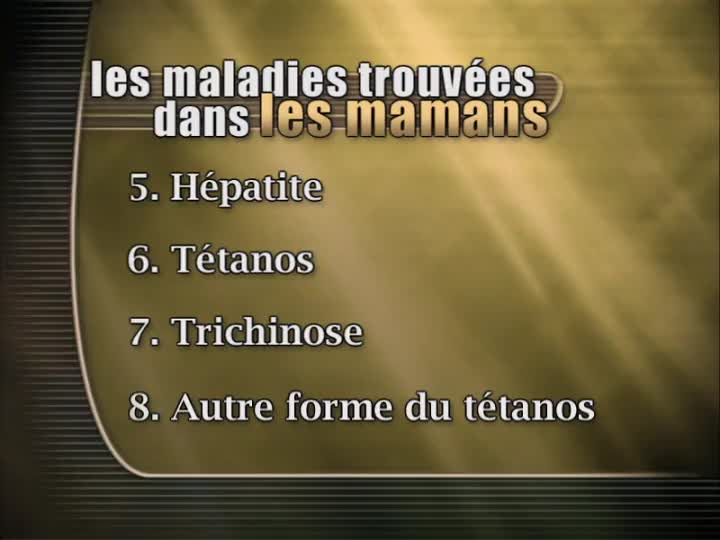 les maladies trouvées
dans les mamans
5. Hépatite
6. Tétanos
7. Trichinose
8. Autre forme du tétanos